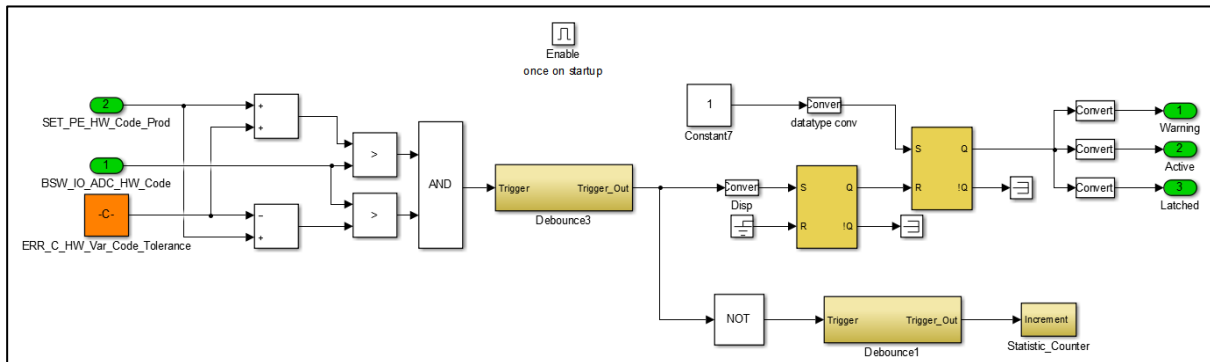 Enable
once on startup
2
SET_PE_HW_Code_Prod
1
BSW_IO_ADC_HW_Code
-C-
ERR_C_HW_Var_Code_Tolerance
+
+
−
+
>
>
AND
Trigger Trigger_Out
Debounce3
1
Constant7
Conver
datatype conv
Conver
Disp
S Q
R !Q
S Q
R !Q
Convert
1
Warning
Convert
2
Active
Convert
3
Latched
NOT
Trigger Trigger_Out
Debounce1
Increment
Statistic_Counter